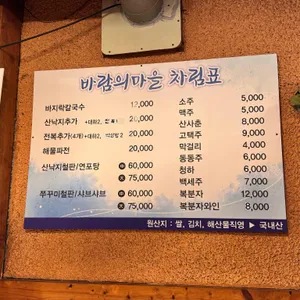 바람의마을 차림표
바지락칼국수 12,000
산낙지추가 20,000
전복추가(4개) 20,000
해물파전 20,000
산낙지철판/연포탕 60,000
75,000
쭈꾸미철판/샤브샤브 60,000
75,000
소주 5,000
맥주 5,000
산사춘 8,000
고택주 9,000
막걸리 4,000
동동주 6,000
청하 6,000
백세주 7,000
복분자 12,000
복분자와인 8,000
원산지 : 쌀, 김치, 해산물직영 ▶ 국내산